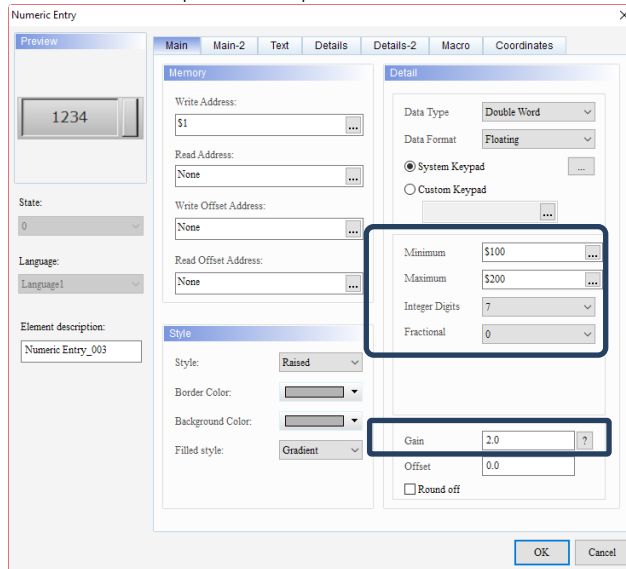 Numeric Entry
Preview
1234
State:
0
Language:
Language1
Element description:
Numeric Entry_003
Main Main-2 Text Details Details-2 Macro Coordinates
Memory
Write Address:
$1
...
Read Address:
None
...
Write Offset Address:
None
...
Read Offset Address:
None
...
Style
Style: Raised
Border Color:
Background Color:
Filled style: Gradient
Detail
Data Type Double Word
Data Format Floating
System Keypad ...
Custom Keypad
...
Minimum $100 ...
Maximum $200 ...
Integer Digits 7
Fractional 0
Gain 2.0 ?
Offset 0.0
Round off
OK Cancel